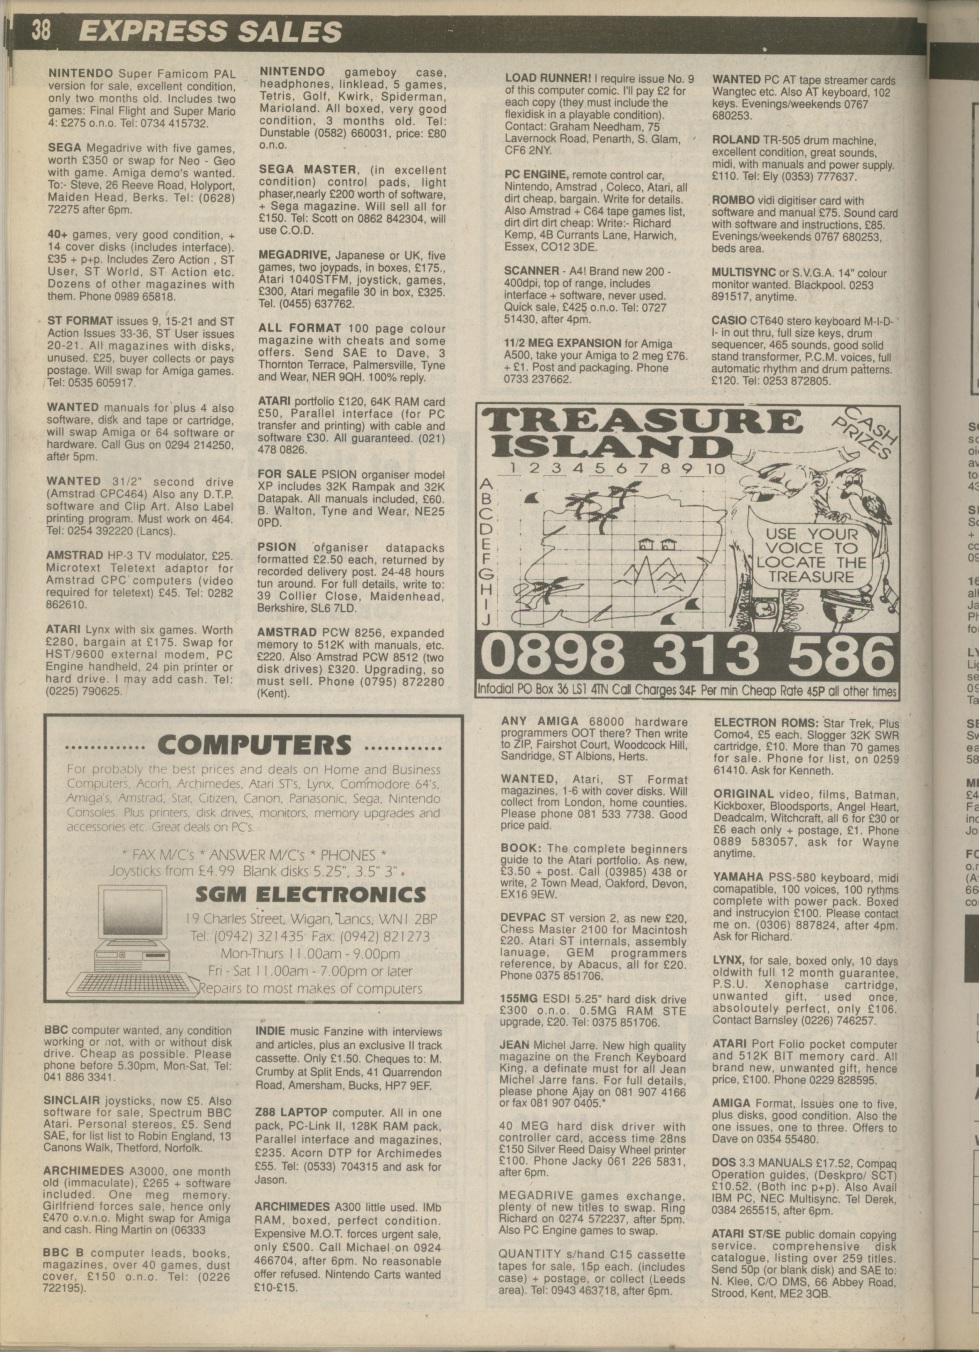 38 EXPRESS SALES
NINTENDO Super Famicom PAL
version for sale, excellent condition,
only two months old. Includes two
games: Final Flight and Super Mario
4: £275 o.n.o. Tel: 0734 415732.
SEGA Megadrive with five games,
worth £350 or swap for Neo - Geo
with game. Amiga demo's wanted.
To:- Steve, 26 Reeve Road, Holyport,
Maiden Head, Berks. Tel: (0628)
72275 after 6pm.
40+ games, very good condition, +
14 cover disks (includes interface).
£35 + p+p. Includes Zero Action , ST
User, ST World, ST Action etc.
Dozens of other magazines with
them. Phone 0989 65818.
ST FORMAT issues 9, 15-21 and ST
Action Issues 33-36, ST User issues
20-21. All magazines with disks,
unused. £25, buyer collects or pays
postage. Will swap for Amiga games.
Tel: 0535 605917.
WANTED manuals for plus 4 also
software, disk and tape or cartridge,
will swap Amiga or 64 software or
hardware. Call Gus on 0294 214250,
after 5pm.
WANTED 31/2" second drive
(Amstrad CPC464) Also any D.T.P.
software and Clip Art. Also Label
printing program. Must work on 464.
Tel: 0254 392220 (Lancs).
AMSTRAD HP-3 TV modulator, £25.
Microtext Teletext adaptor for
Amstrad CPC computers (video
required for teletext) £45. Tel: 0282
862610.
ATARI Lynx with six games. Worth
£280, bargain at £175. Swap for
HST/9600 external modem, PC
Engine handheld, 24 pin printer or
hard drive. I may add cash. Tel:
(0225) 790625.
NINTENDO gameboy case,
headphones, linklead, 5 games,
Tetris, Golf, Kwirk, Spiderman,
Marioland. All boxed, very good
condition, 3 months old. Tel:
Dunstable (0582) 660031, price: £80
o.n.o.
SEGA MASTER, (in excellent
condition) control pads, light
phaser,nearly £200 worth of software,
+ Sega magazine. Will sell all for
£150. Tel: Scott on 0862 842304, will
use C.O.D.
MEGADRIVE, Japanese or UK, five
games, two joypads, in boxes, £175.,
Atari 1040STFM, joystick, games,
£300, Atari megafile 30 in box, £325.
Tel. (0455) 637762.
ALL FORMAT 100 page colour
magazine with cheats and some
offers. Send SAE to Dave, 3
Thornton Terrace, Palmersville, Tyne
and Wear, NER 9QH. 100% reply.
ATARI portfolio £120, 64K RAM card
£50, Parallel interface (for PC
transfer and printing) with cable and
software £30. All guaranteed. (021)
478 0826.
FOR SALE PSION organiser model
XP includes 32K Rampak and 32K
Datapak. All manuals included, £60.
B. Walton, Tyne and Wear, NE25
0PD.
PSION organiser datapacks
formatted £2.50 each, returned by
recorded delivery post. 24-48 hours
tun around. For full details, write to:
39 Collier Close, Maidenhead,
Berkshire, SL6 7LD.
AMSTRAD PCW 8256, expanded
memory to 512K with manuals, etc.
£220. Also Amstrad PCW 8512 (two
disk drives) £320. Upgrading, so
must sell. Phone (0795) 872280
(Kent).
LOAD RUNNER! I require issue No. 9
of this computer comic. I'll pay £2 for
each copy (they must include the
flexidisk in a playable condition).
Contact: Graham Needham, 75
Lavernock Road, Penarth, S. Glam,
CF6 2NY.
PC ENGINE, remote control car,
Nintendo, Amstrad , Coleco, Atari, all
dirt cheap, bargain. Write for details.
Also Amstrad + C64 tape games list,
dirt dirt dirt cheap: Write:- Richard
Kemp, 4B Currants Lane, Harwich,
Essex, CO12 3DE.
SCANNER - A4! Brand new 200 -
400dpi, top of range, includes
interface + software, never used.
Quick sale, £425 o.n.o. Tel: 0727
51430, after 4pm.
11/2 MEG EXPANSION for Amiga
A500, take your Amiga to 2 meg £76.
+ £1. Post and packaging. Phone
0733 237662.
WANTED PC AT tape streamer cards
Wangtec etc. Also AT keyboard, 102
keys. Evenings/weekends 0767
680253.
ROLAND TR-505 drum machine,
excellent condition, great sounds,
midi, with manuals and power supply.
£110. Tel: Ely (0353) 777637.
ROMBO vidi digitiser card with
software and manual £75. Sound card
with software and instructions, £85.
Evenings/weekends 0767 680253,
beds area.
MULTISYNC or S.V.G.A. 14" colour
monitor wanted. Blackpool. 0253
891517, anytime.
CASIO CT640 stero keyboard M-I-D-
I- in out thru, full size keys, drum
sequencer, 465 sounds, good solid
stand transformer, P.C.M. voices, full
automatic rhythm and drum patterns.
£120. Tel: 0253 872805.
TREASURE
ISLAND
CASH
PRIZES
1 2 3 4 5 6 7 8 9 10
A
B
C
D
E
F
G
H
I
J
USE YOUR
VOICE TO
LOCATE THE
TREASURE
0898 313 586
Infodial PO Box 36 LS1 4TN Call Charges 34P Per min Cheap Rate 45P all other times
COMPUTERS
For probably the best prices and deals on Home and Business
Computers, Acorn, Archimedes, Atari ST's, Lynx, Commodore 64's,
Amiga's, Amstrad, Star, Citizen, Canon, Panasonic, Sega, Nintendo
Consoles. Plus printers, disk drives, monitors, memory upgrades and
accessories etc. Great deals on PC's.
* FAX M/C's * ANSWER M/C's * PHONES *
Joysticks from £4.99 Blank disks 5.25", 3.5" 3"
SGM ELECTRONICS
19 Charles Street, Wigan, Lancs, WN1 2BP
Tel: (0942) 321435 Fax: (0942) 821273
Mon-Thurs 11.00am - 9.00pm
Fri - Sat 11.00am - 7.00pm or later
Repairs to most makes of computers
BBC computer wanted, any condition
working or not, with or without disk
drive. Cheap as possible. Please
phone before 5.30pm, Mon-Sat. Tel:
041 886 3341.
SINCLAIR joysticks, now £5. Also
software for sale, Spectrum BBC
Atari. Personal stereos, £5. Send
SAE, for list list to Robin England, 13
Canons Walk, Thetford, Norfolk.
ARCHIMEDES A3000, one month
old (immaculate), £265 + software
included. One meg memory.
Girlfriend forces sale, hence only
£470 o.v.n.o. Might swap for Amiga
and cash. Ring Martin on (06333
BBC B computer leads, books,
magazines, over 40 games, dust
cover, £150 o.n.o. Tel: (0226
722195).
INDIE music Fanzine with interviews
and articles, plus an exclusive II track
cassette. Only £1.50. Cheques to: M.
Crumby at Split Ends, 41 Quarrendon
Road, Amersham, Bucks, HP7 9EF.
Z88 LAPTOP computer. All in one
pack, PC-Link II, 128K RAM pack,
Parallel interface and magazines,
£235. Acorn DTP for Archimedes
£55. Tel: (0533) 704315 and ask for
Jason.
ARCHIMEDES A300 little used. IMb
RAM, boxed, perfect condition.
Expensive M.O.T. forces urgent sale,
only £500. Call Michael on 0924
466704, after 6pm. No reasonable
offer refused. Nintendo Carts wanted
£10-£15.
ANY AMIGA 68000 hardware
programmers OOT there? Then write
to ZIP, Fairshot Court, Woodcock Hill,
Sandridge, ST Albions, Herts.
WANTED, Atari, ST Format
magazines, 1-6 with cover disks. Will
collect from London, home counties.
Please phone 081 533 7738. Good
price paid.
BOOK: The complete beginners
guide to the Atari portfolio. As new,
£3.50 + post. Call (03985) 438 or
write, 2 Town Mead, Oakford, Devon,
EX16 9EW.
DEVPAC ST version 2, as new £20,
Chess Master 2100 for Macintosh
£20. Atari ST internals, assembly
lanuage, GEM programmers
reference, by Abacus, all for £20.
Phone 0375 851706.
155MG ESDI 5.25" hard disk drive
£300 o.n.o. 0.5MG RAM STE
upgrade, £20. Tel: 0375 851706.
JEAN Michel Jarre. New high quality
magazine on the French Keyboard
King, a definate must for all Jean
Michel Jarre fans. For full details,
please phone Ajay on 081 907 4166
or fax 081 907 0405.*
40 MEG hard disk driver with
controller card, access time 28ns
£150 Silver Reed Daisy Wheel printer
£100. Phone Jacky 061 226 5831,
after 6pm.
MEGADRIVE games exchange,
plenty of new titles to swap. Ring
Richard on 0274 572237, after 5pm.
Also PC Engine games to swap.
QUANTITY s/hand C15 cassette
tapes for sale, 15p each. (includes
case) + postage, or collect (Leeds
area). Tel: 0943 463718, after 6pm.
ELECTRON ROMS: Star Trek, Plus
Como4, £5 each. Slogger 32K SWR
cartridge, £10. More than 70 games
for sale. Phone for list, on 0259
61410. Ask for Kenneth.
ORIGINAL video, films, Batman,
Kickboxer, Bloodsports, Angel Heart,
Deadcalm, Witchcraft, all 6 for £30 or
£6 each only + postage, £1. Phone
0889 583057, ask for Wayne
anytime.
YAMAHA PSS-580 keyboard, midi
comapatible, 100 voices, 100 rythms
complete with power pack. Boxed
and instrucyion £100. Please contact
me on. (0306) 887824, after 4pm.
Ask for Richard.
LYNX, for sale, boxed only, 10 days
oldwith full 12 month guarantee,
P.S.U. Xenophase cartridge,
unwanted gift, used once,
absoloutely perfect, only £106.
Contact Barnsley (0226) 746257.
ATARI Port Folio pocket computer
and 512K BIT memory card. All
brand new, unwanted gift, hence
price, £100. Phone 0229 828595.
AMIGA Format, Issues one to five,
plus disks, good condition. Also the
one issues, one to three. Offers to
Dave on 0354 55480.
DOS 3.3 MANUALS £17.52, Compaq
Operation guides, (Deskpro/ SCT)
£10.52. (Both inc p+p). Also Avail
IBM PC, NEC Multisync. Tel Derek,
0384 265515, after 6pm.
ATARI ST/SE public domain copying
service. comprehensive disk
catalogue, listing over 259 titles.
Send 50p (or blank disk) and SAE to:
N. Klee, C/O DMS, 66 Abbey Road,
Strood, Kent, ME2 3QB.